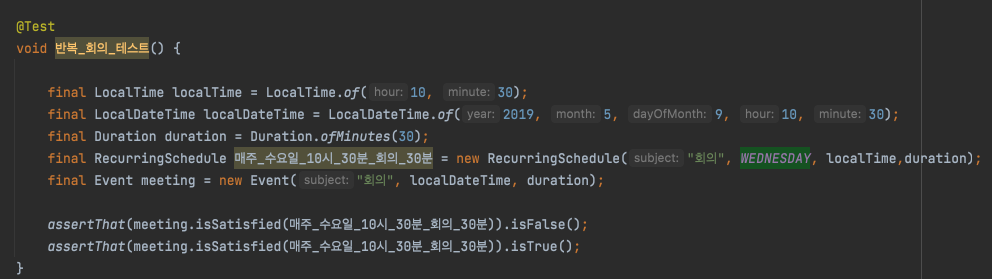 @Test
void 반복_회의_테스트() {
final LocalTime localTime = LocalTime.of( hour: 10, minute: 30);
final LocalDateTime localDateTime = LocalDateTime.of( year: 2019, month: 5, dayOfMonth: 9, hour: 10, minute: 30);
final Duration duration = Duration.ofMinutes(30);
final RecurringSchedule 매주_수요일_10시_30분_회의_30분 = new RecurringSchedule( subject: "회의", WEDNESDAY, localTime,duration);
final Event meeting = new Event( subject: "회의", localDateTime, duration);
assertThat(meeting.isSatisfied(매주_수요일_10시_30분_회의_30분)).isFalse();
assertThat(meeting.isSatisfied(매주_수요일_10시_30분_회의_30분)).isTrue();
}